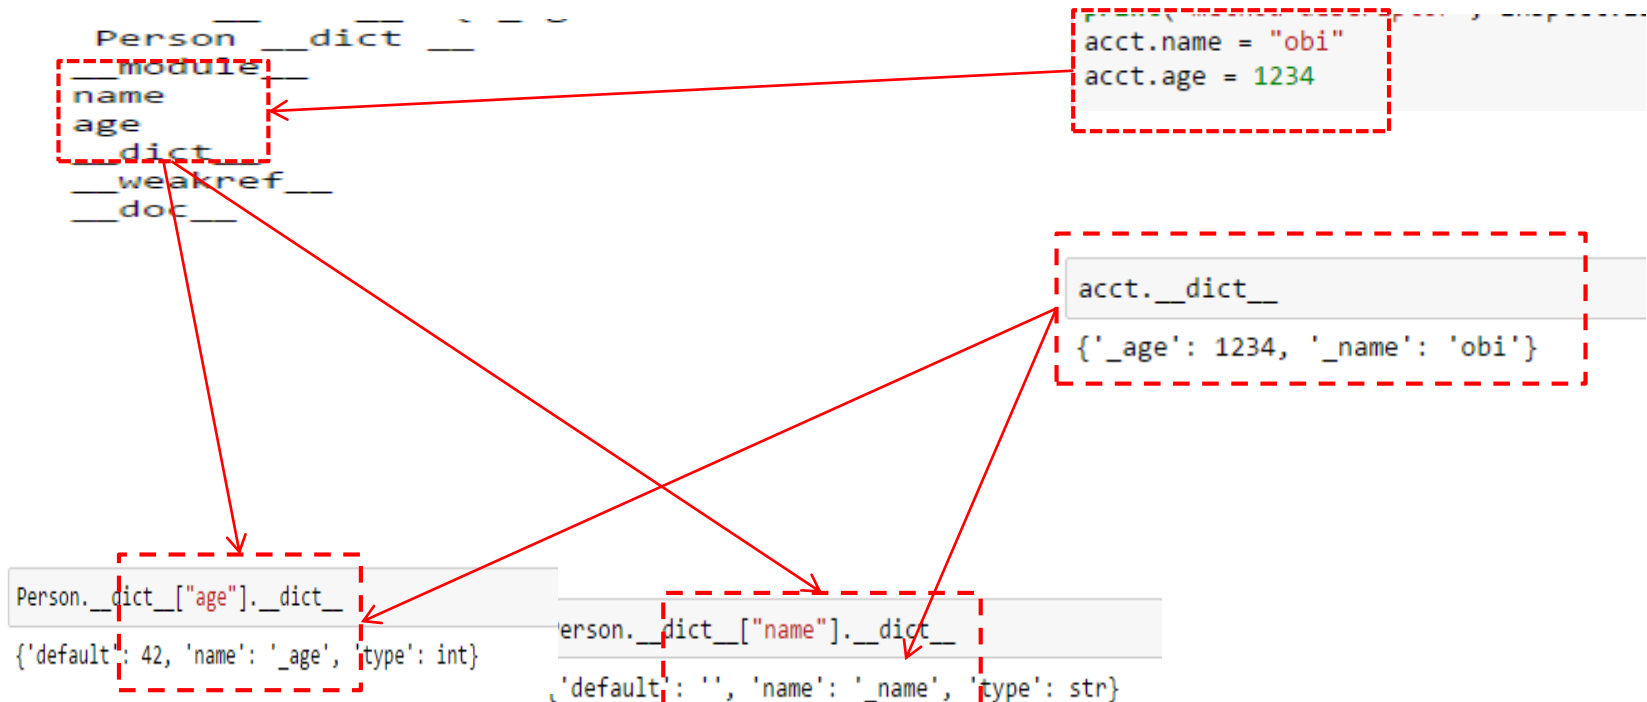 Person __dict __
__module__
name
age
__dict__
__weakref__
__doc__
acct.name = "obi"
acct.age = 1234
acct.__dict__
{'_age': 1234, '_name': 'obi'}
Person.__dict__["age"].__dict__
{'default': 42, 'name': '_age', 'type': int}
erson.__dict__["name"].__dict__
'default': '', 'name': '_name', 'type': str}